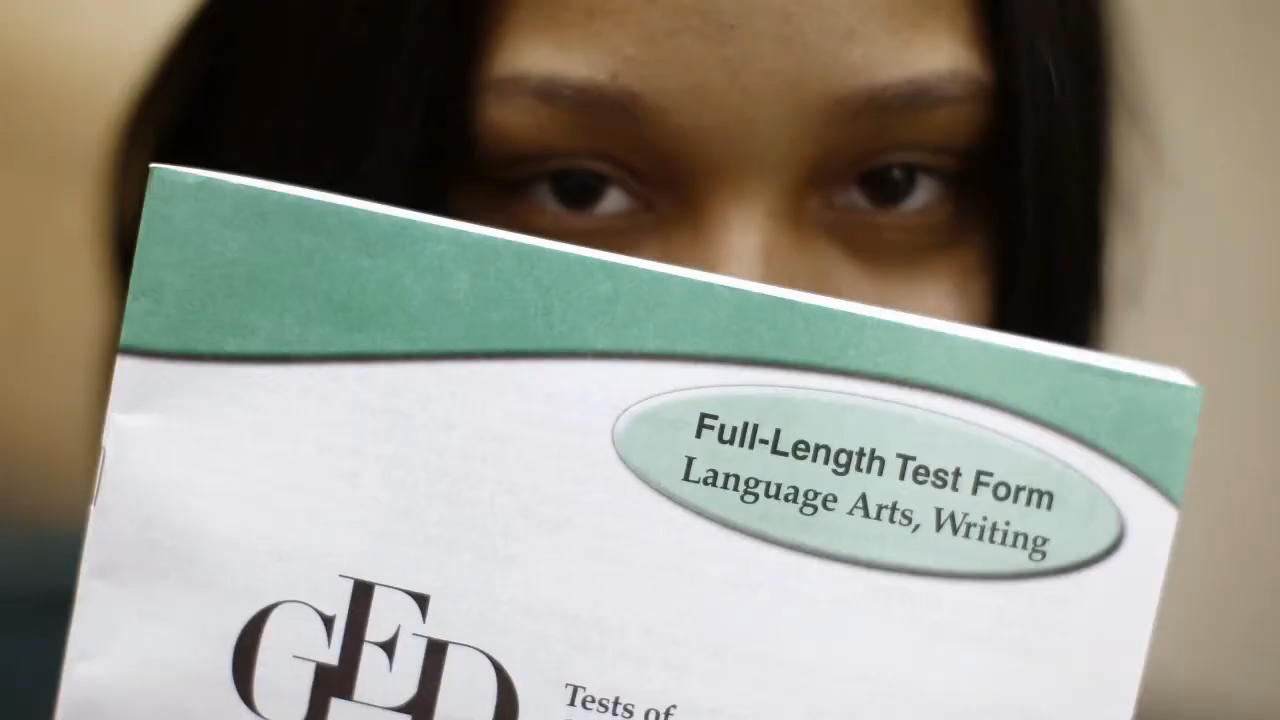 Full-Length Test Form
Language Arts, Writing
GED
Tests of